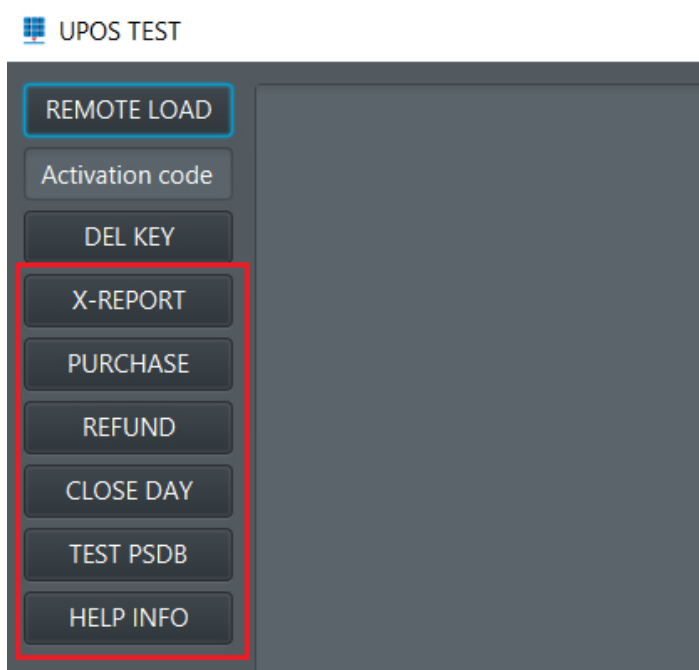 UPOS TEST
REMOTE LOAD
Activation code
DEL KEY
X-REPORT
PURCHASE
REFUND
CLOSE DAY
TEST PSDB
HELP INFO